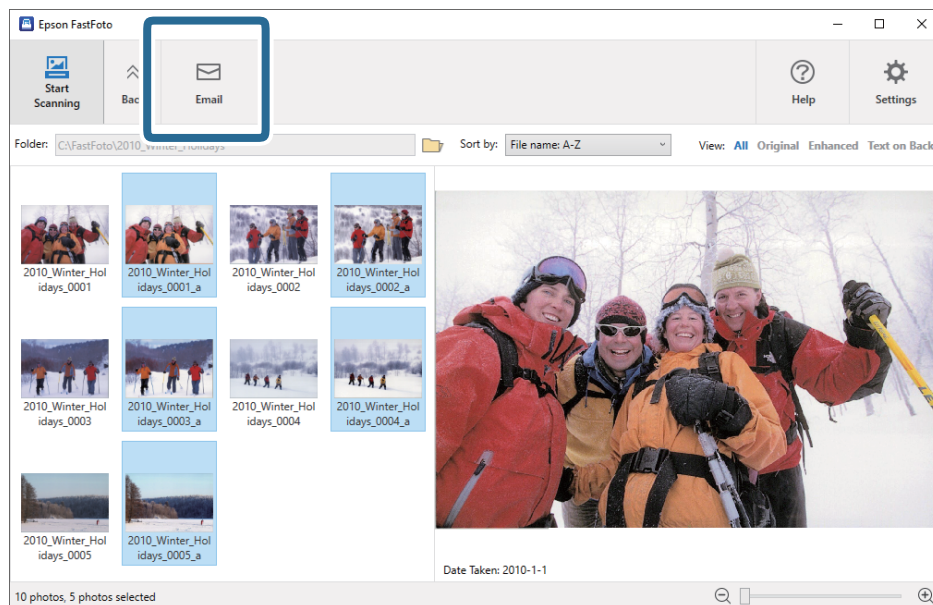 Epson FastFoto
Start
Scanning
Bac
Email
Help
Settings
Folder: C:\FastFoto\2010_Winter_Holidays
Sort by: File name: A-Z
View: All Original Enhanced Text on Back
2010_Winter_Hol
idays_0001
2010_Winter_Hol
idays_0001_a
2010_Winter_Hol
idays_0002
2010_Winter_Hol
idays_0002_a
2010_Winter_Hol
idays_0003
2010_Winter_Hol
idays_0003_a
2010_Winter_Hol
idays_0004
2010_Winter_Hol
idays_0004_a
2010_Winter_Hol
idays_0005
2010_Winter_Hol
idays_0005_a
Date Taken: 2010-1-1
10 photos, 5 photos selected